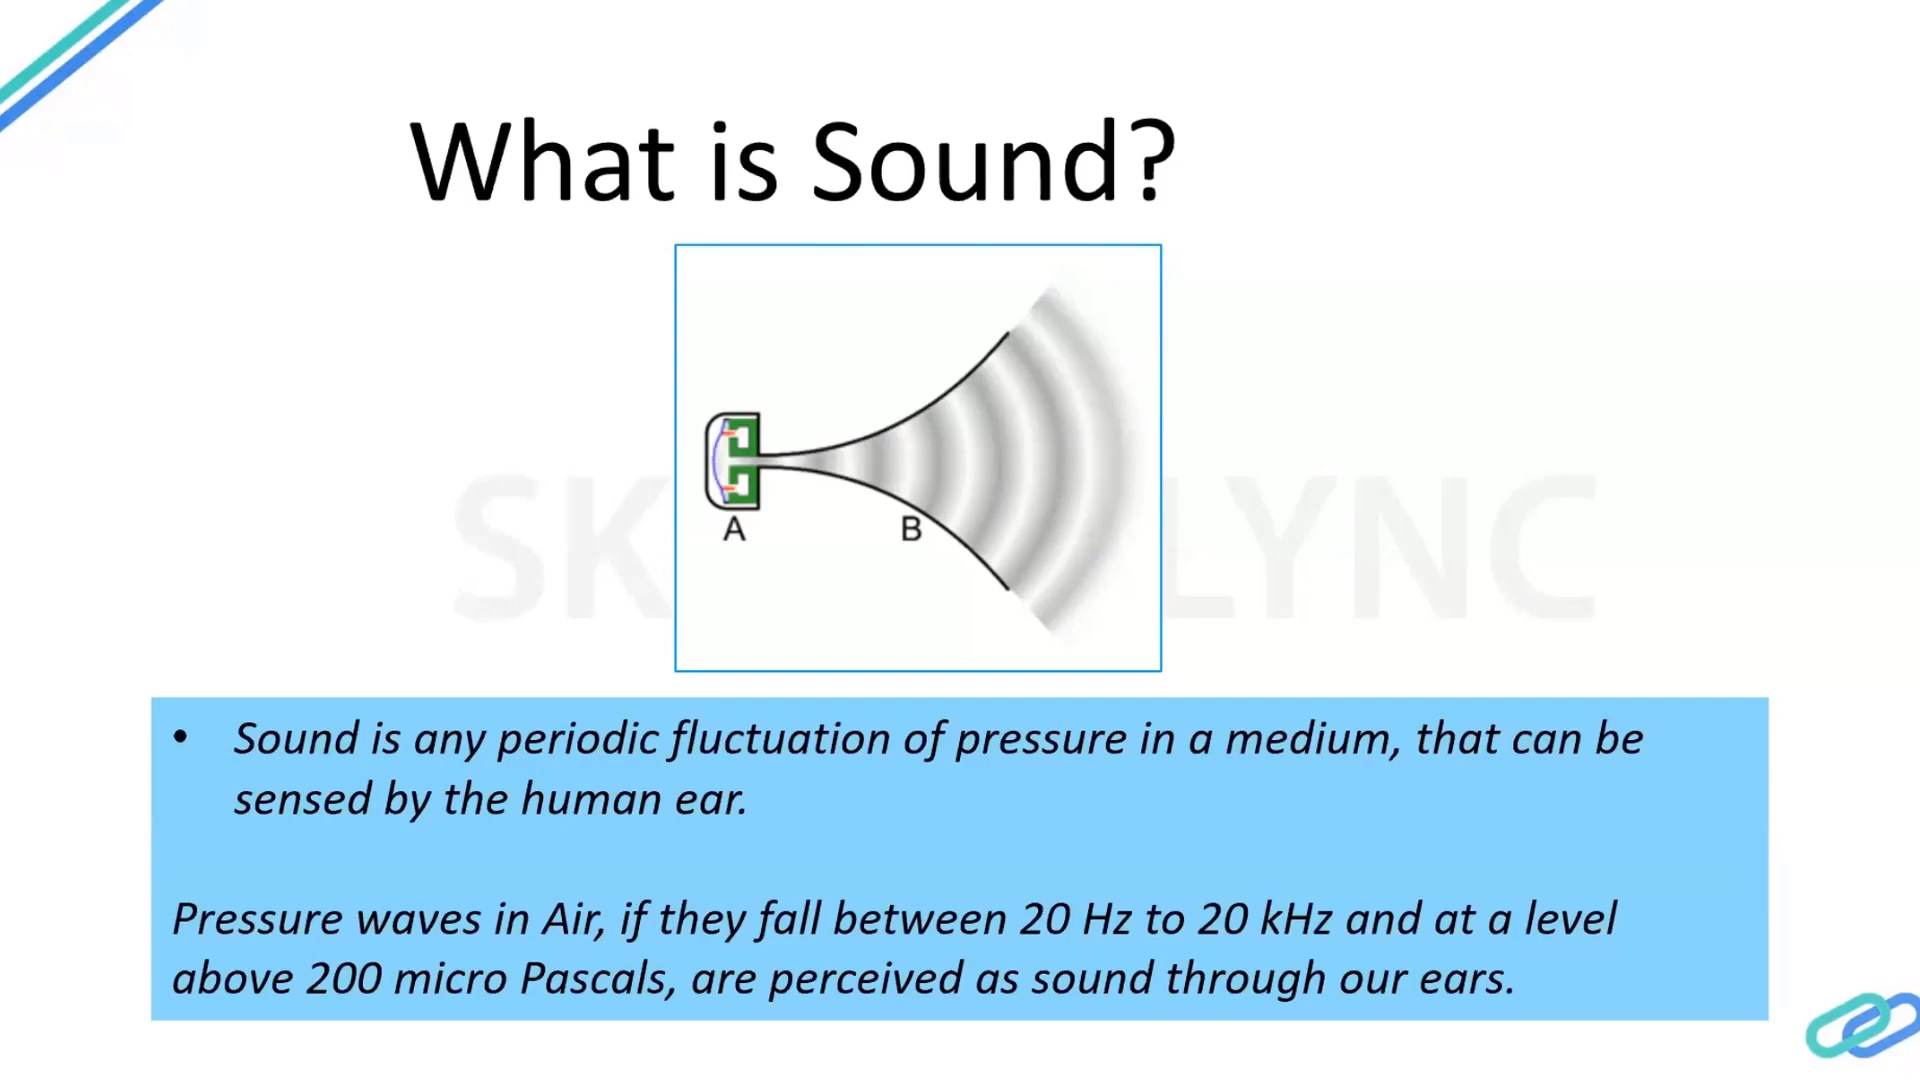 What is Sound?
A
B
SK LYNC
• Sound is any periodic fluctuation of pressure in a medium, that can be
sensed by the human ear.
Pressure waves in Air, if they fall between 20 Hz to 20 kHz and at a level
above 200 micro Pascals, are perceived as sound through our ears.